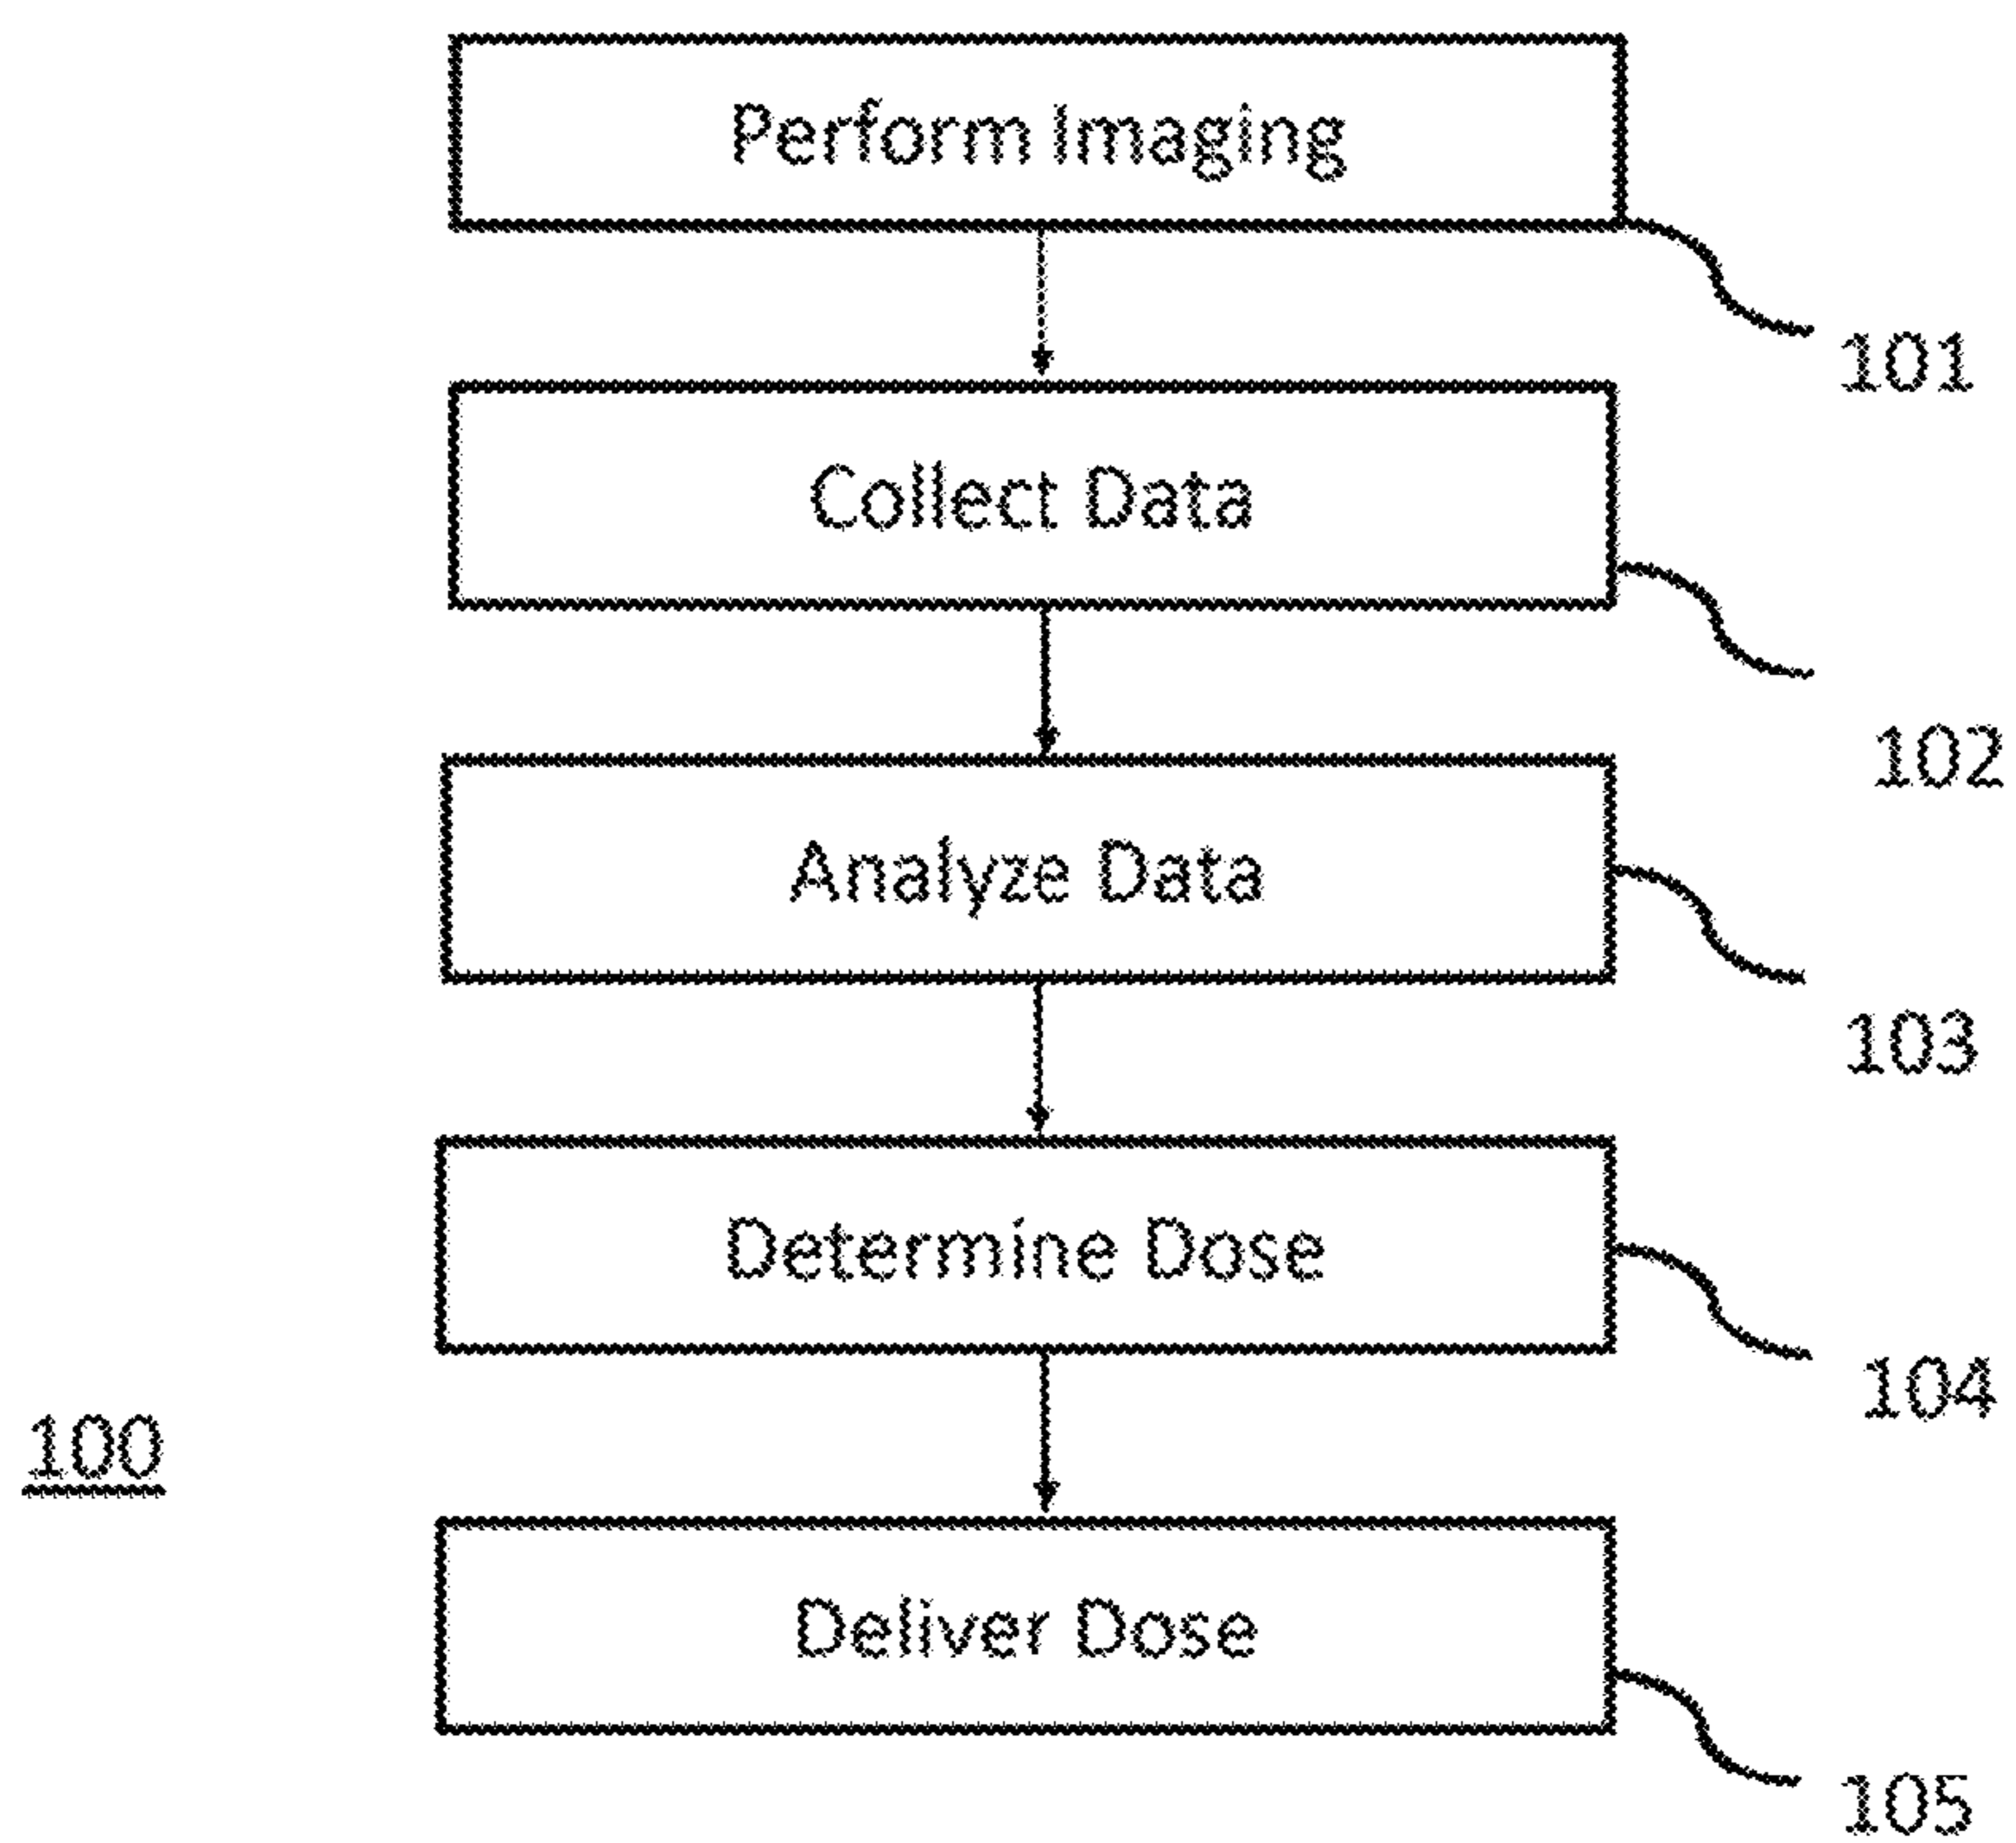 Perform Imaging
101
Collect Data
102
Analyze Data
103
Determine Dose
104
100
Deliver Dose
105